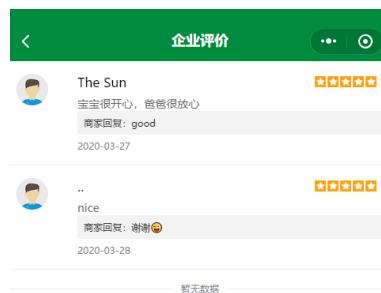 企业评价
The Sun
宝宝很开心，爸爸很放心
商家回复：good
2020-03-27
..
nice
商家回复：谢谢😜
2020-03-28
暂无数据